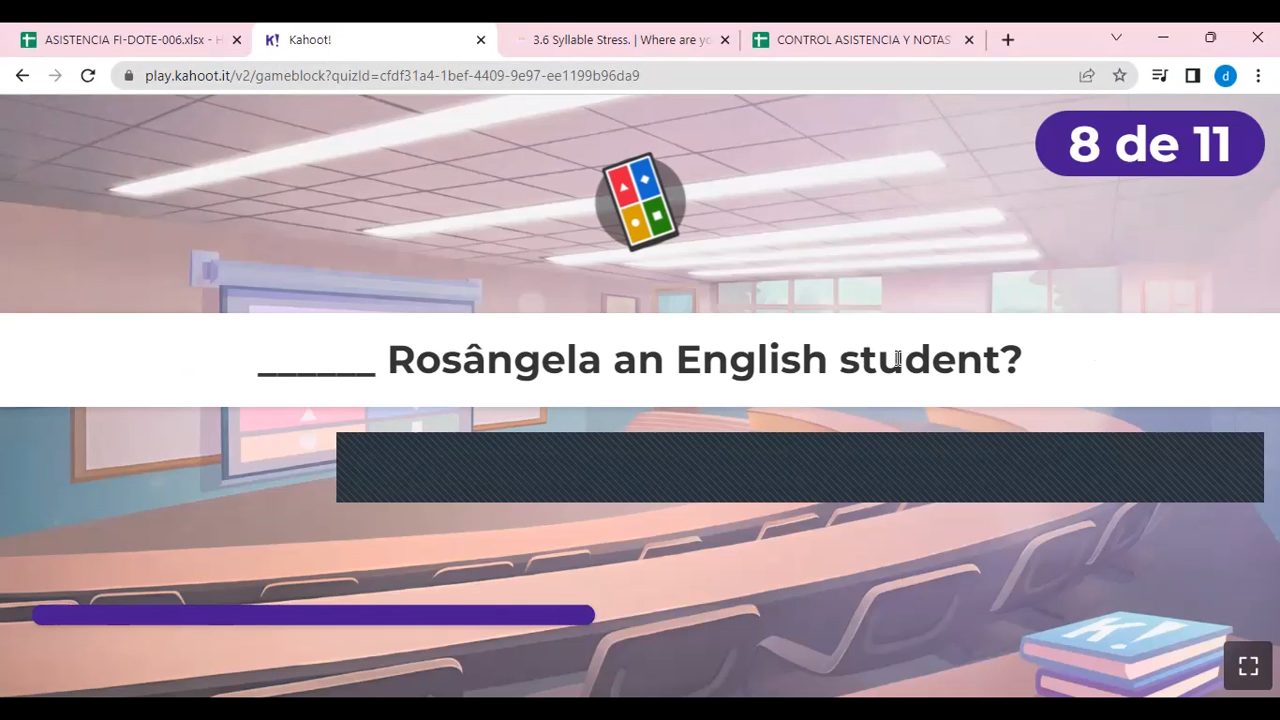 ASISTENCIA FI-DOTE-006.xlsx - H
K! Kahoot!
3.6 Syllable Stress. | Where are yo
CONTROL ASISTENCIA Y NOTAS
play.kahoot.it/v2/gameblock?quizId=cfdf31a4-1bef-4409-9e97-ee1199b96da9
d
8 de 11
______ Rosângela an English student?
K!